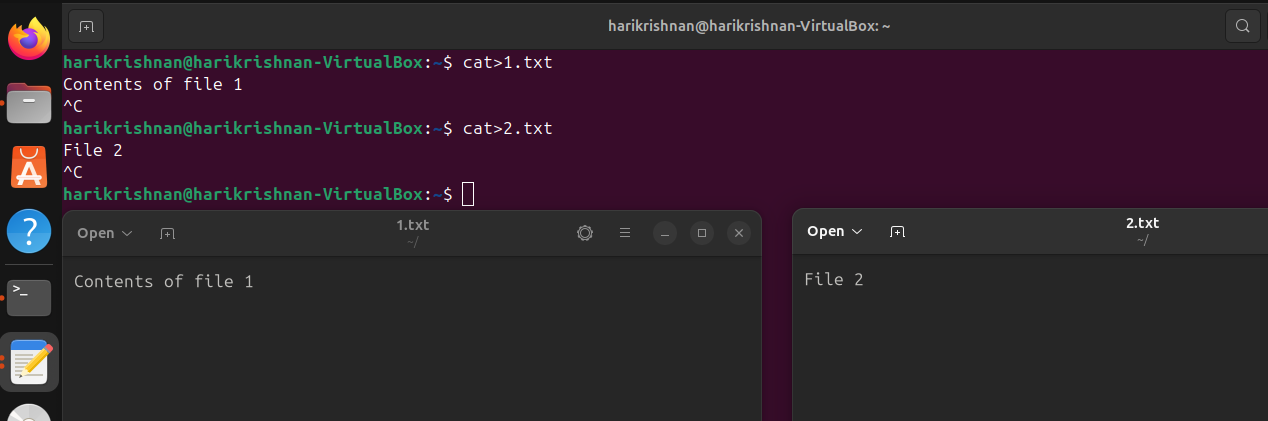 harikrishnan@harikrishnan-VirtualBox: ~
harikrishnan@harikrishnan-VirtualBox:~$ cat>1.txt
Contents of file 1
^C
harikrishnan@harikrishnan-VirtualBox:~$ cat>2.txt
File 2
^C
harikrishnan@harikrishnan-VirtualBox:~$
Open
1.txt
~/
Contents of file 1
Open
2.txt
~/
File 2